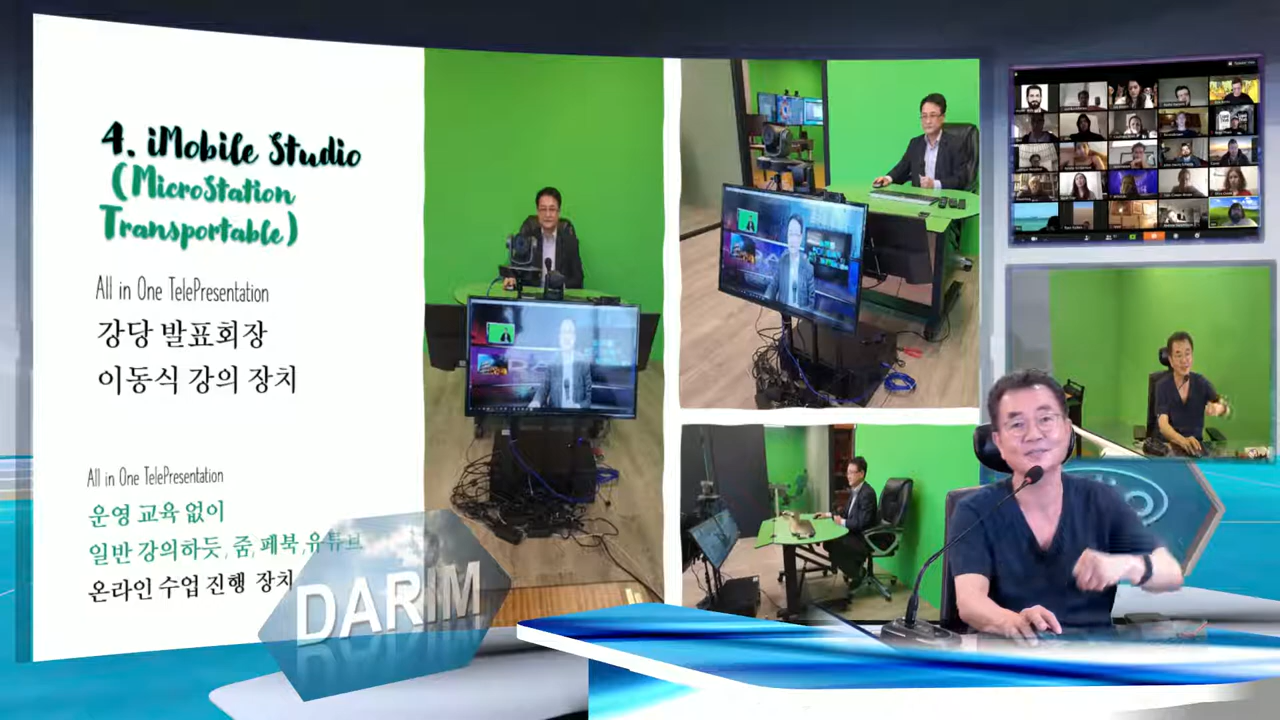 4. iMobile Studio
(MicroStation
Transportable)
All in One TelePresentation
강당 발표회장
이동식 강의 장치
All in One TelePresentation
운영 교육 없이
일반 강의하듯, 줌, 페북, 유튜브
온라인 수업 진행 장치
DARIM